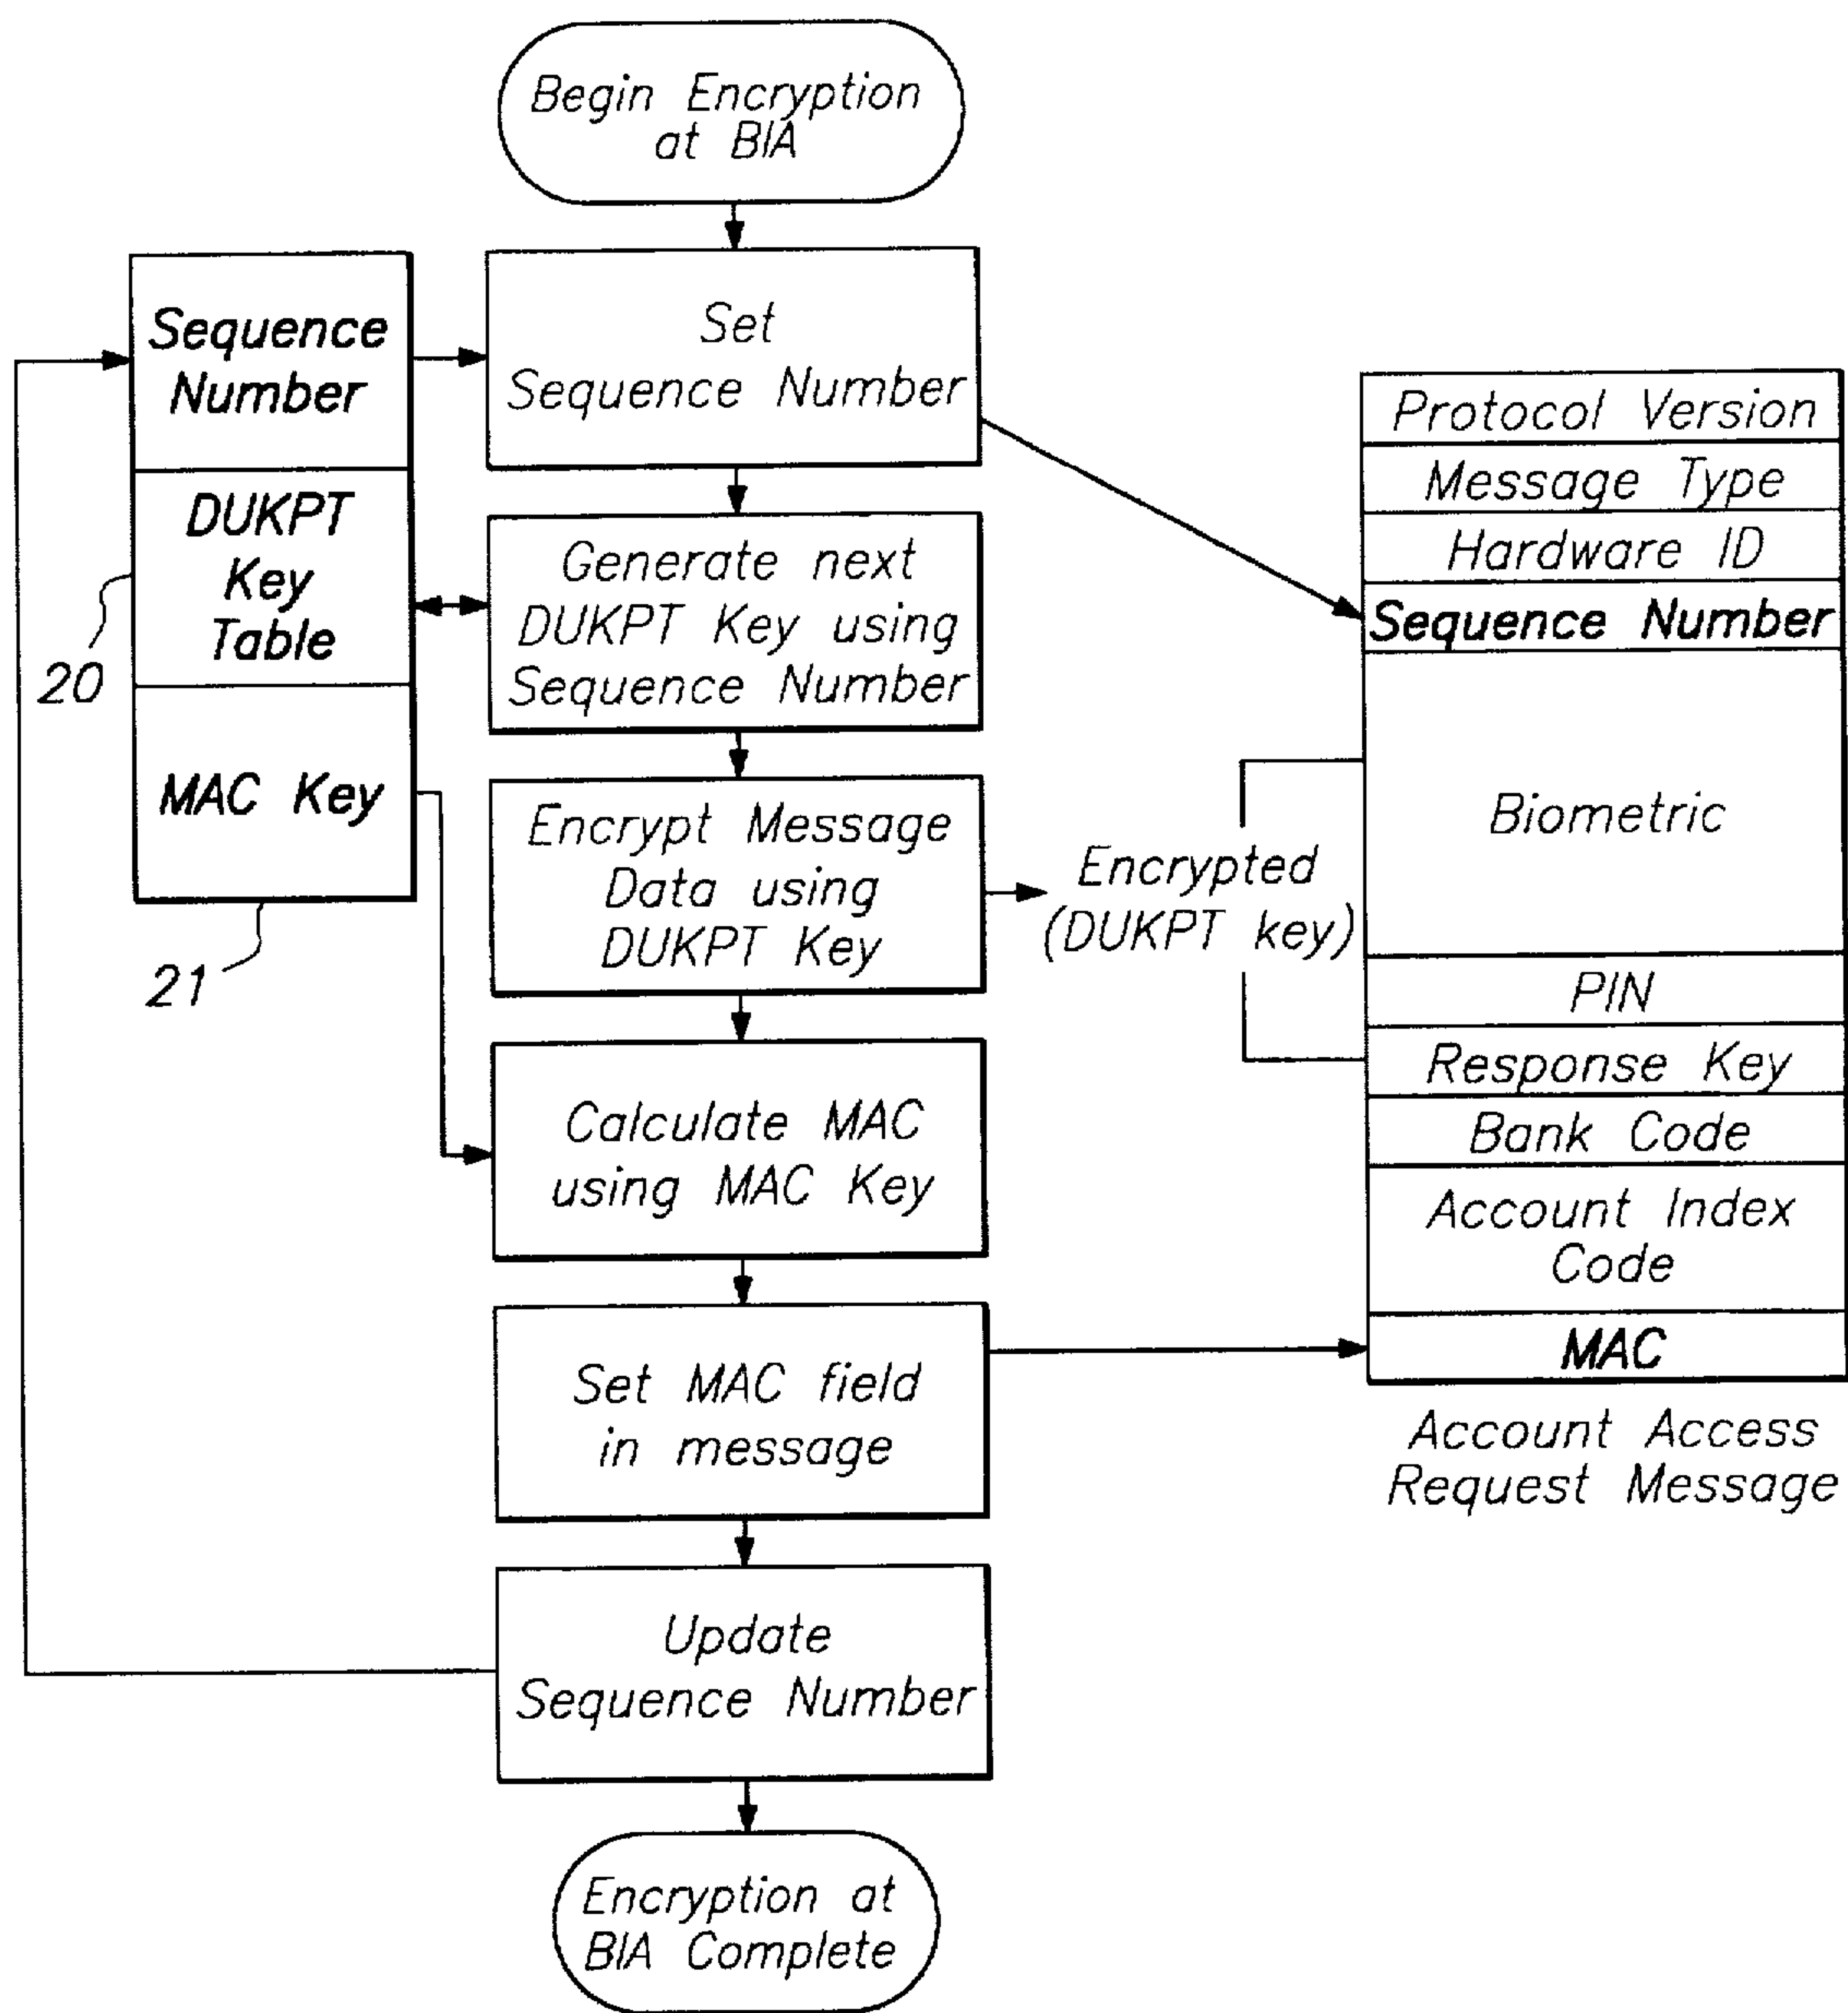 Begin Encryption
at BIA
Sequence
Number
DUKPT
Key
Table
MAC Key
20
21
Set
Sequence Number
Generate next
DUKPT Key using
Sequence Number
Encrypt Message
Data using
DUKPT Key
Calculate MAC
using MAC Key
Set MAC field
in message
Update
Sequence Number
Encryption at
BIA Complete
Encrypted
(DUKPT key)
Protocol Version
Message Type
Hardware ID
Sequence Number
Biometric
PIN
Response Key
Bank Code
Account Index
Code
MAC
Account Access
Request Message